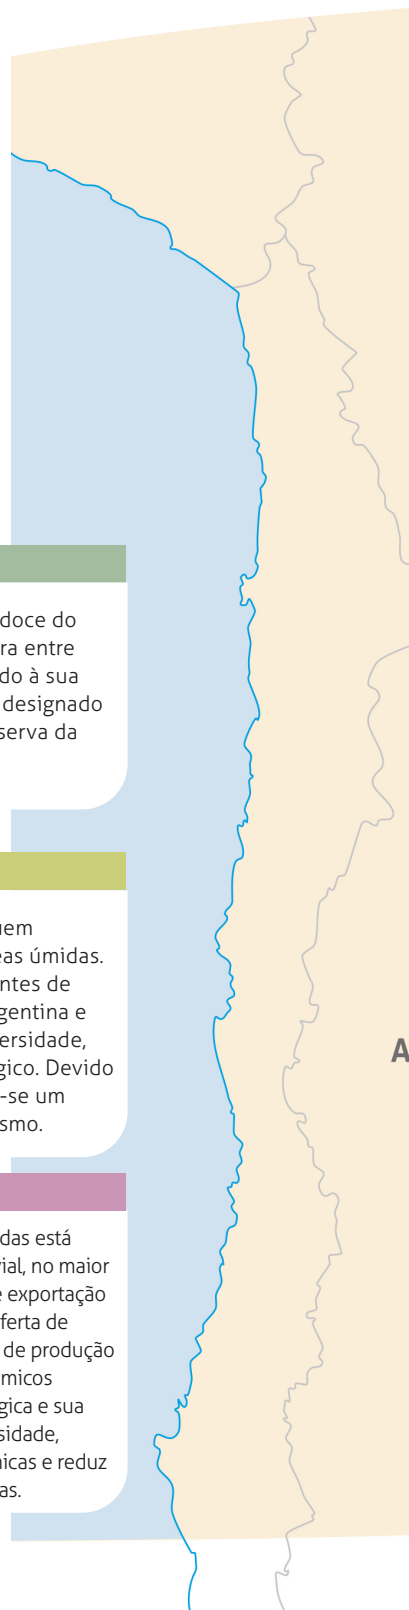 doce do
ra entre
do à sua
designado
serva da
uem
eas úmidas.
ntes de
gentina e
ersidade,
gico. Devido
-se um
smo.
A
das está
vial, no maior
e exportação
ferta de
de produção
micos
gica e sua
sidade,
nicas e reduz
as.